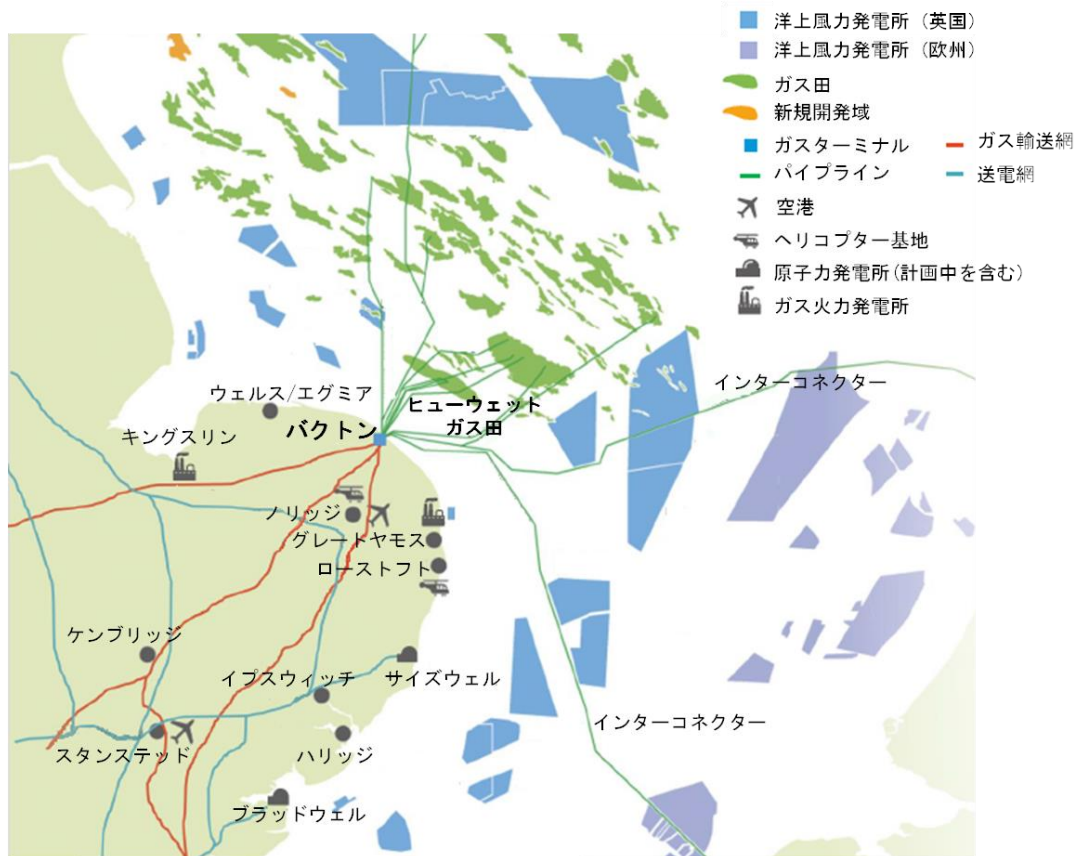 洋上風力発電所（英国）
洋上風力発電所（欧州）
ガス田
新規開発域
ガスターミナル
ガス輸送網
パイプライン
送電網
空港
ヘリコプター基地
原子力発電所(計画中を含む)
ガス火力発電所
インターコネクター
ウェルス/エグミア
ヒューウェット
ガス田
バクトン
キングスリン
ノリッジ
グレートヤモス
ローストフト
ケンブリッジ
イプスウィッチ
サイズウェル
インターコネクター
スタンステッド
ハリッジ
ブラッドウェル